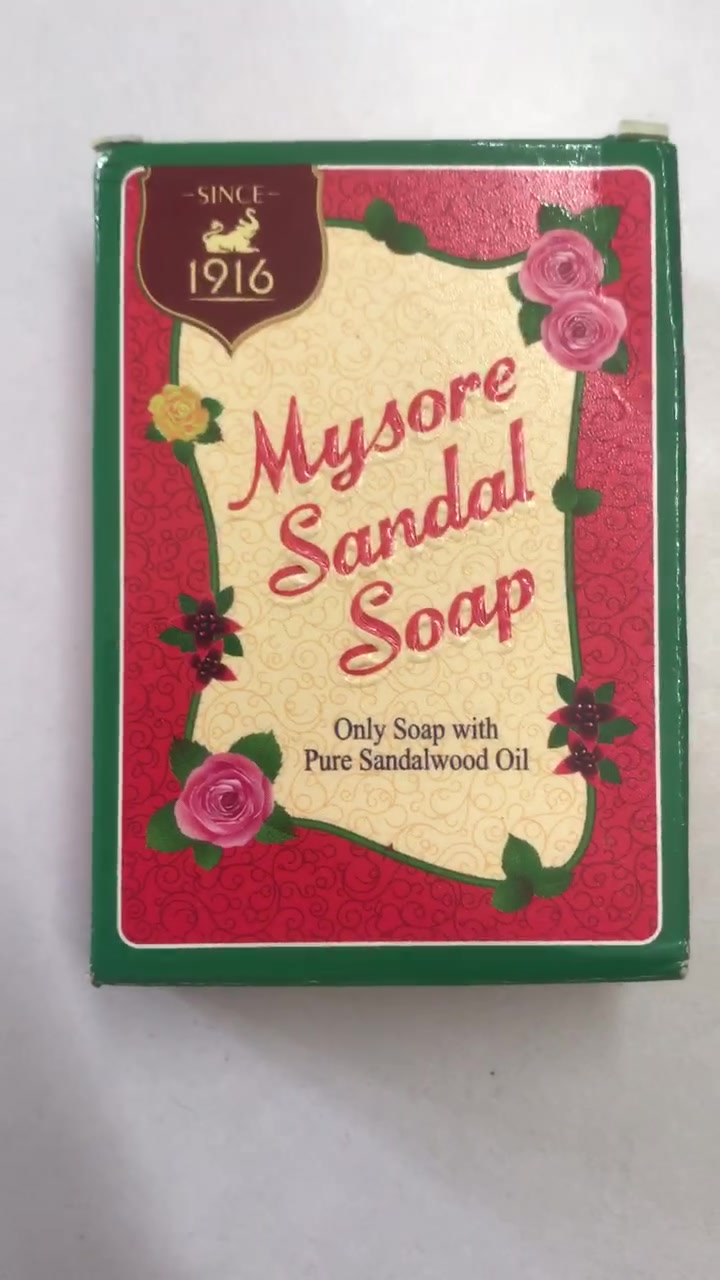 -SINCE-
1916
Mysore
Sandal
Soap
Only Soap with
Pure Sandalwood Oil